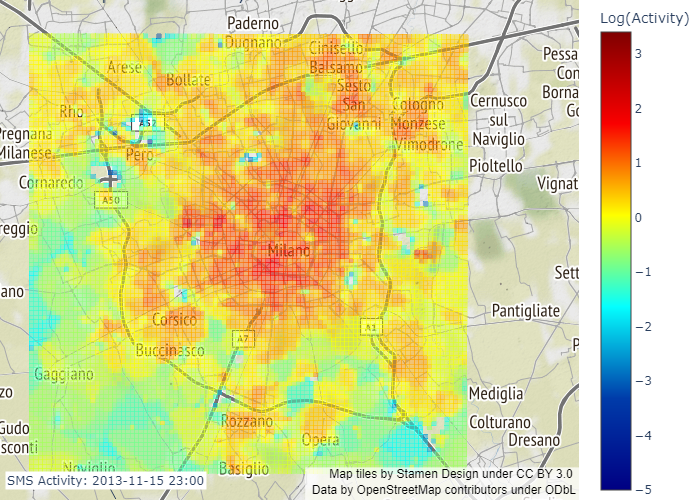 Paderno
Dugnano
Cinisello
Balsamo
Arese
Bollate
Sesto
San
Giovanni
Rho
A52
Cologno
Monzese
Vimodrone
Cernusco
sul
Naviglio
Pioltello
Pessa
Con
Borna
Go
Pregnana
Milanese
Pero
Cornaredo
A50
Vignat
reggio
Milano
Sett
ano
Pantigliate
Corsico
A7
A1
Buccinasco
P
Gaggiano
zo
Mediglia
Rozzano
Colturano
Gudo
sconti
Opera
Dresano
Noviglio
Basiglio
SMS Activity: 2013-11-15 23:00
Map tiles by Stamen Design under CC BY 3.0
Data by OpenStreetMap contributors under ODbL
Log(Activity)
3
2
1
0
−1
−2
−3
−4
−5